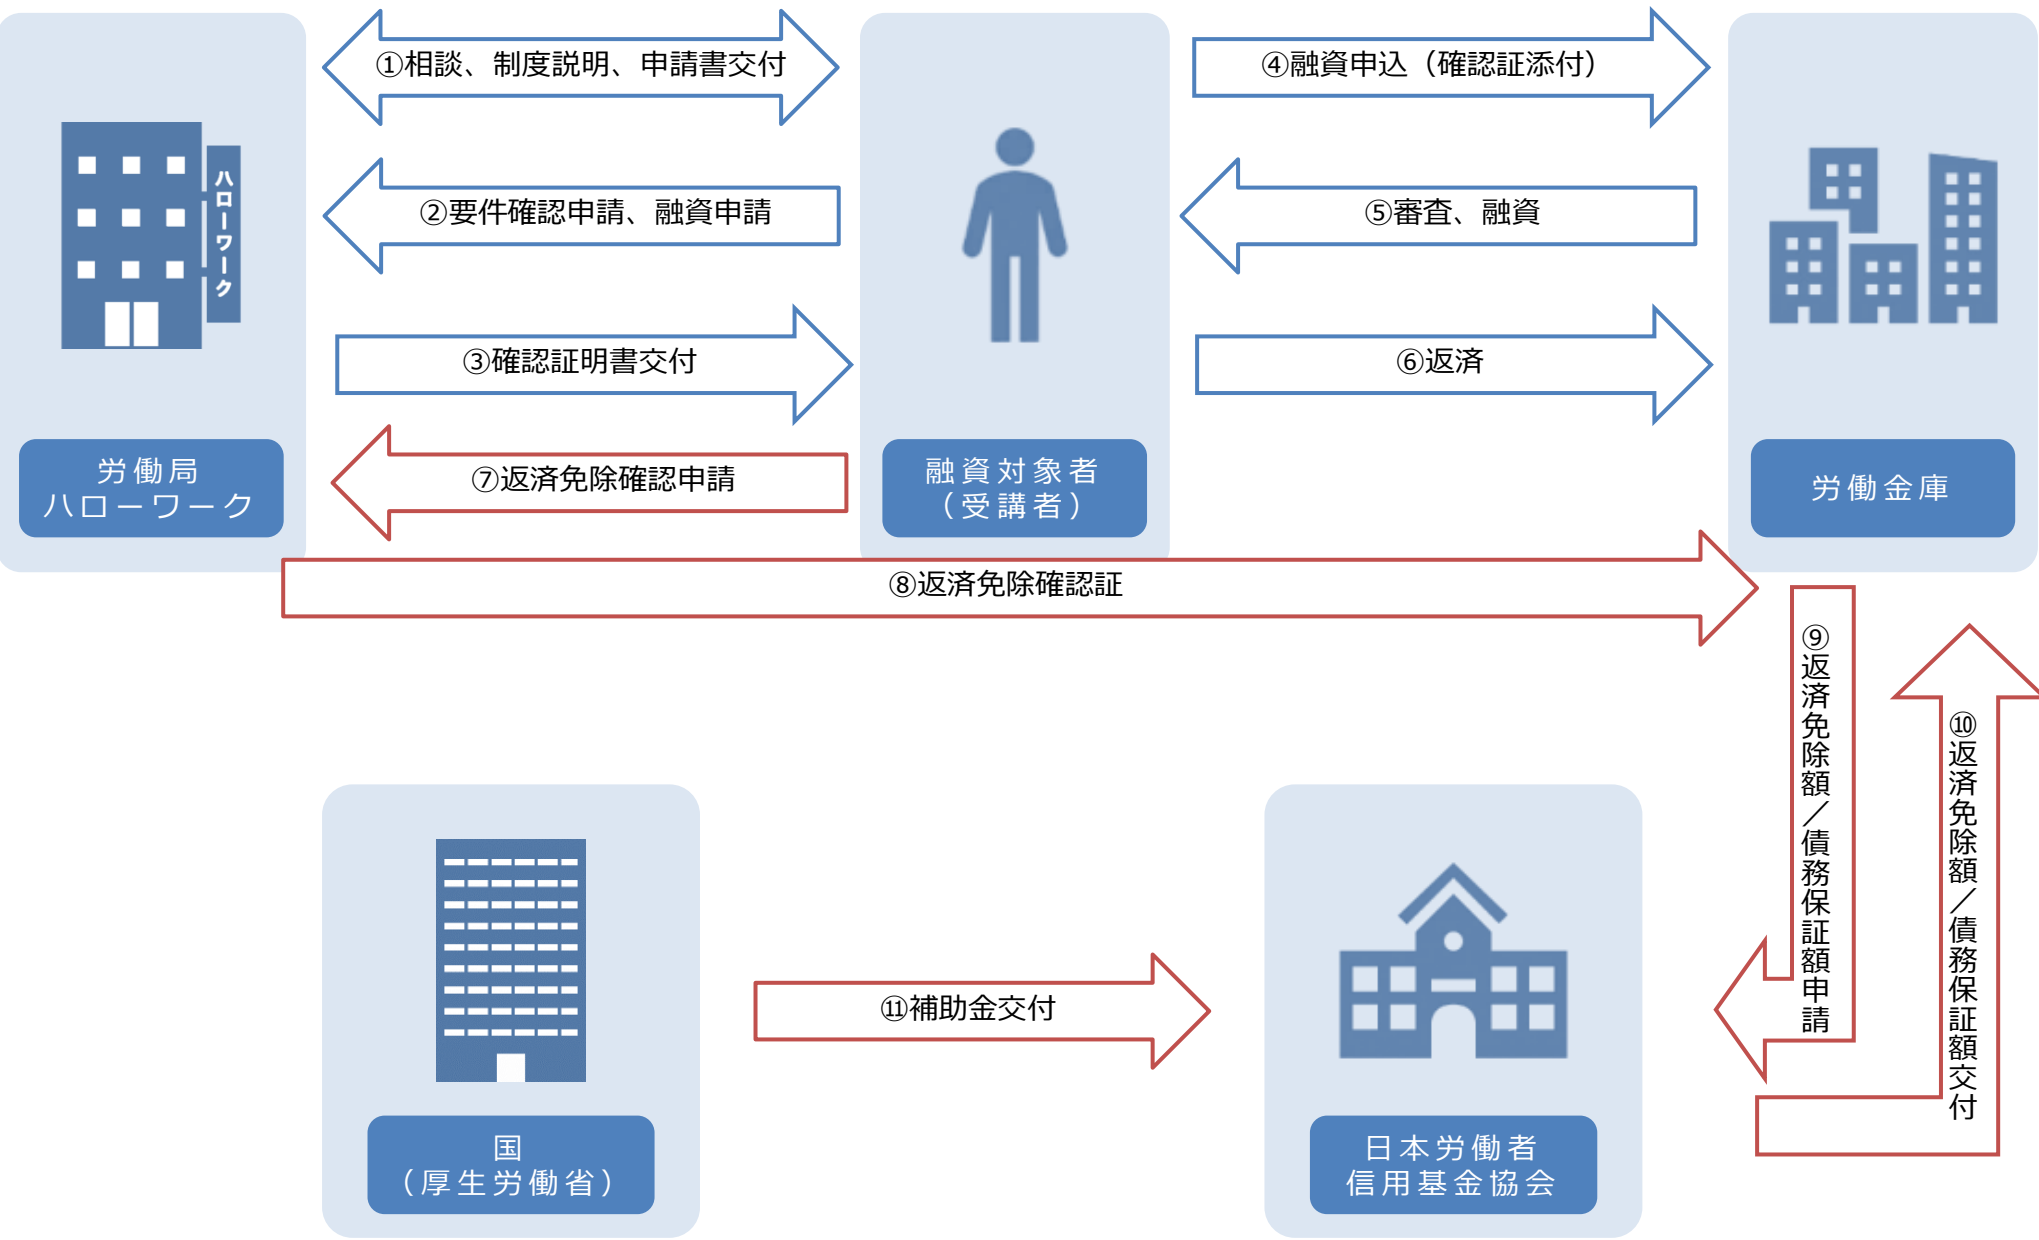 ①相談、制度説明、申請書交付
④融資申込（確認証添付）
ハローワーク
②要件確認申請、融資申請
⑤審査、融資
③確認証明書交付
⑥返済
労働局
ハローワーク
⑦返済免除確認申請
融資対象者
（受講者）
労働金庫
⑧返済免除確認証
⑨返済免除額／債務保証額申請
⑩返済免除額／債務保証額交付
⑪補助金交付
国
（厚生労働省）
日本労働者
信用基金協会